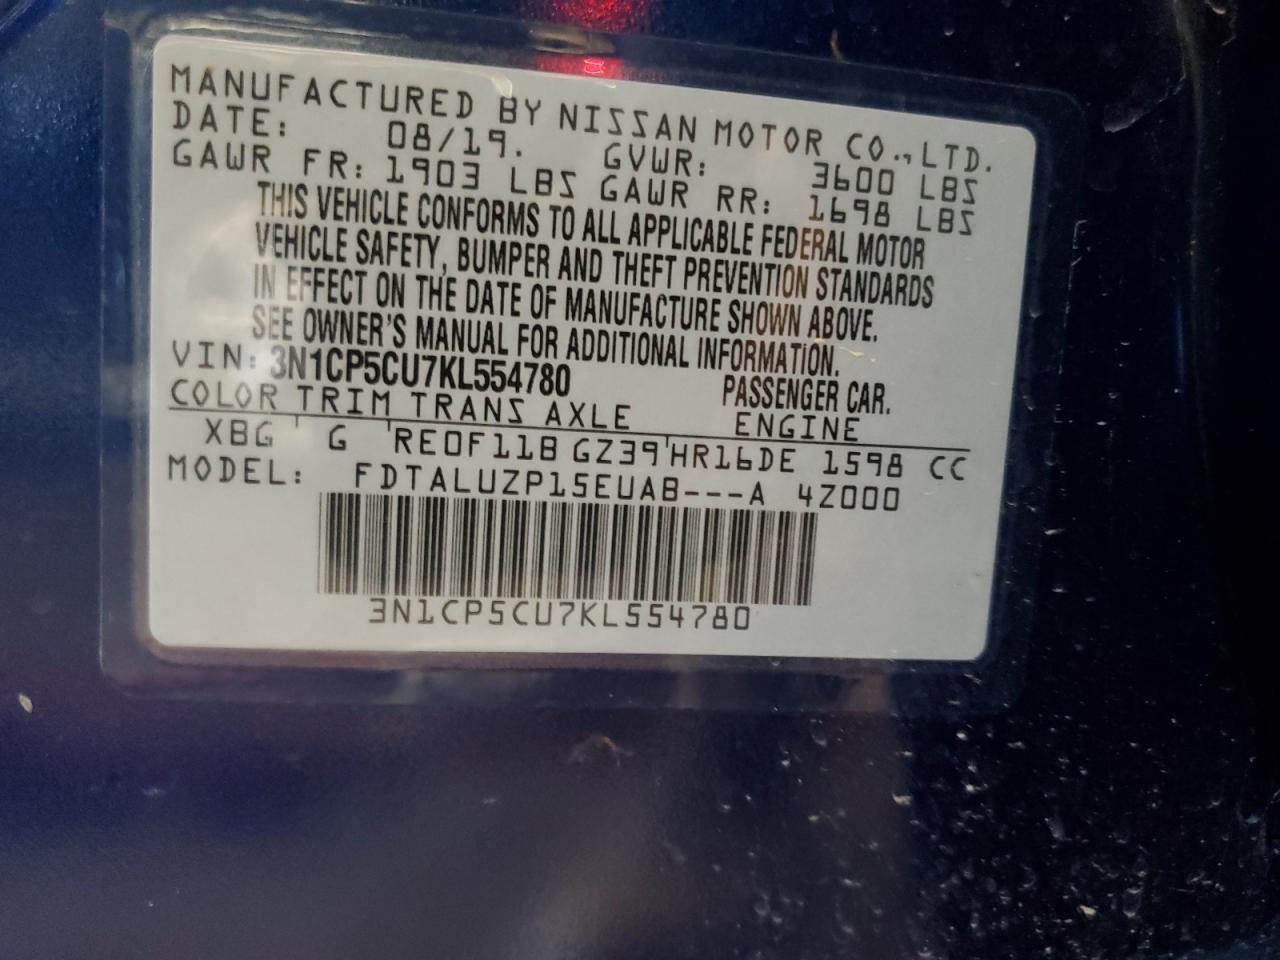 MANUFACTURED BY NISSAN MOTOR CO.,LTD.
DATE: 08/19. GVWR: 3600 LBS
GAWR FR: 1903 LBS GAWR RR: 1698 LBS
THIS VEHICLE CONFORMS TO ALL APPLICABLE FEDERAL MOTOR
VEHICLE SAFETY, BUMPER AND THEFT PREVENTION STANDARDS
IN EFFECT ON THE DATE OF MANUFACTURE SHOWN ABOVE.
SEE OWNER'S MANUAL FOR ADDITIONAL INFORMATION.
VIN: 3N1CP5CU7KL554780 PASSENGER CAR.
COLOR TRIM TRANS AXLE ENGINE
XBG G RE0F11B GZ39 HR16DE 1598 CC
MODEL: FDTALUZP15EUAB---A 4Z000
3N1CP5CU7KL554780